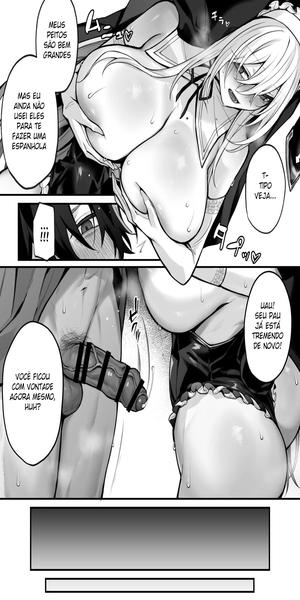 MEUS
PEITOS
SÃO BEM
GRANDES
MAS EU
AINDA NÃO
USEI ELES
PARA TE
FAZER UMA
ESPANHOLA
T-
TIPO
VEJA...
!!!
UAU!
SEU PAU
JÁ ESTÁ
TREMENDO
DE NOVO!
VOCÊ FICOU
COM VONTADE
AGORA MESMO,
HUH?